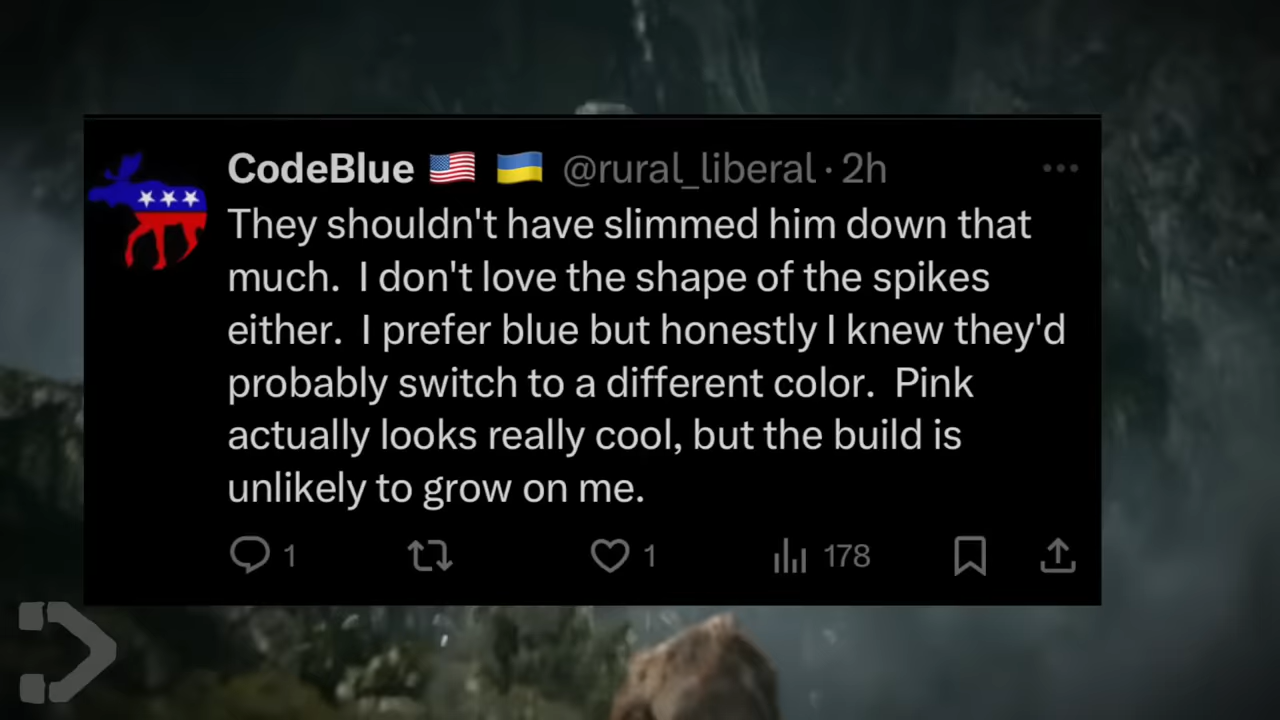 CodeBlue 🇺🇸 🇺🇦 @rural_liberal · 2h
They shouldn't have slimmed him down that
much.  I don't love the shape of the spikes
either.  I prefer blue but honestly I knew they'd
probably switch to a different color.  Pink
actually looks really cool, but the build is
unlikely to grow on me.
1 1 178